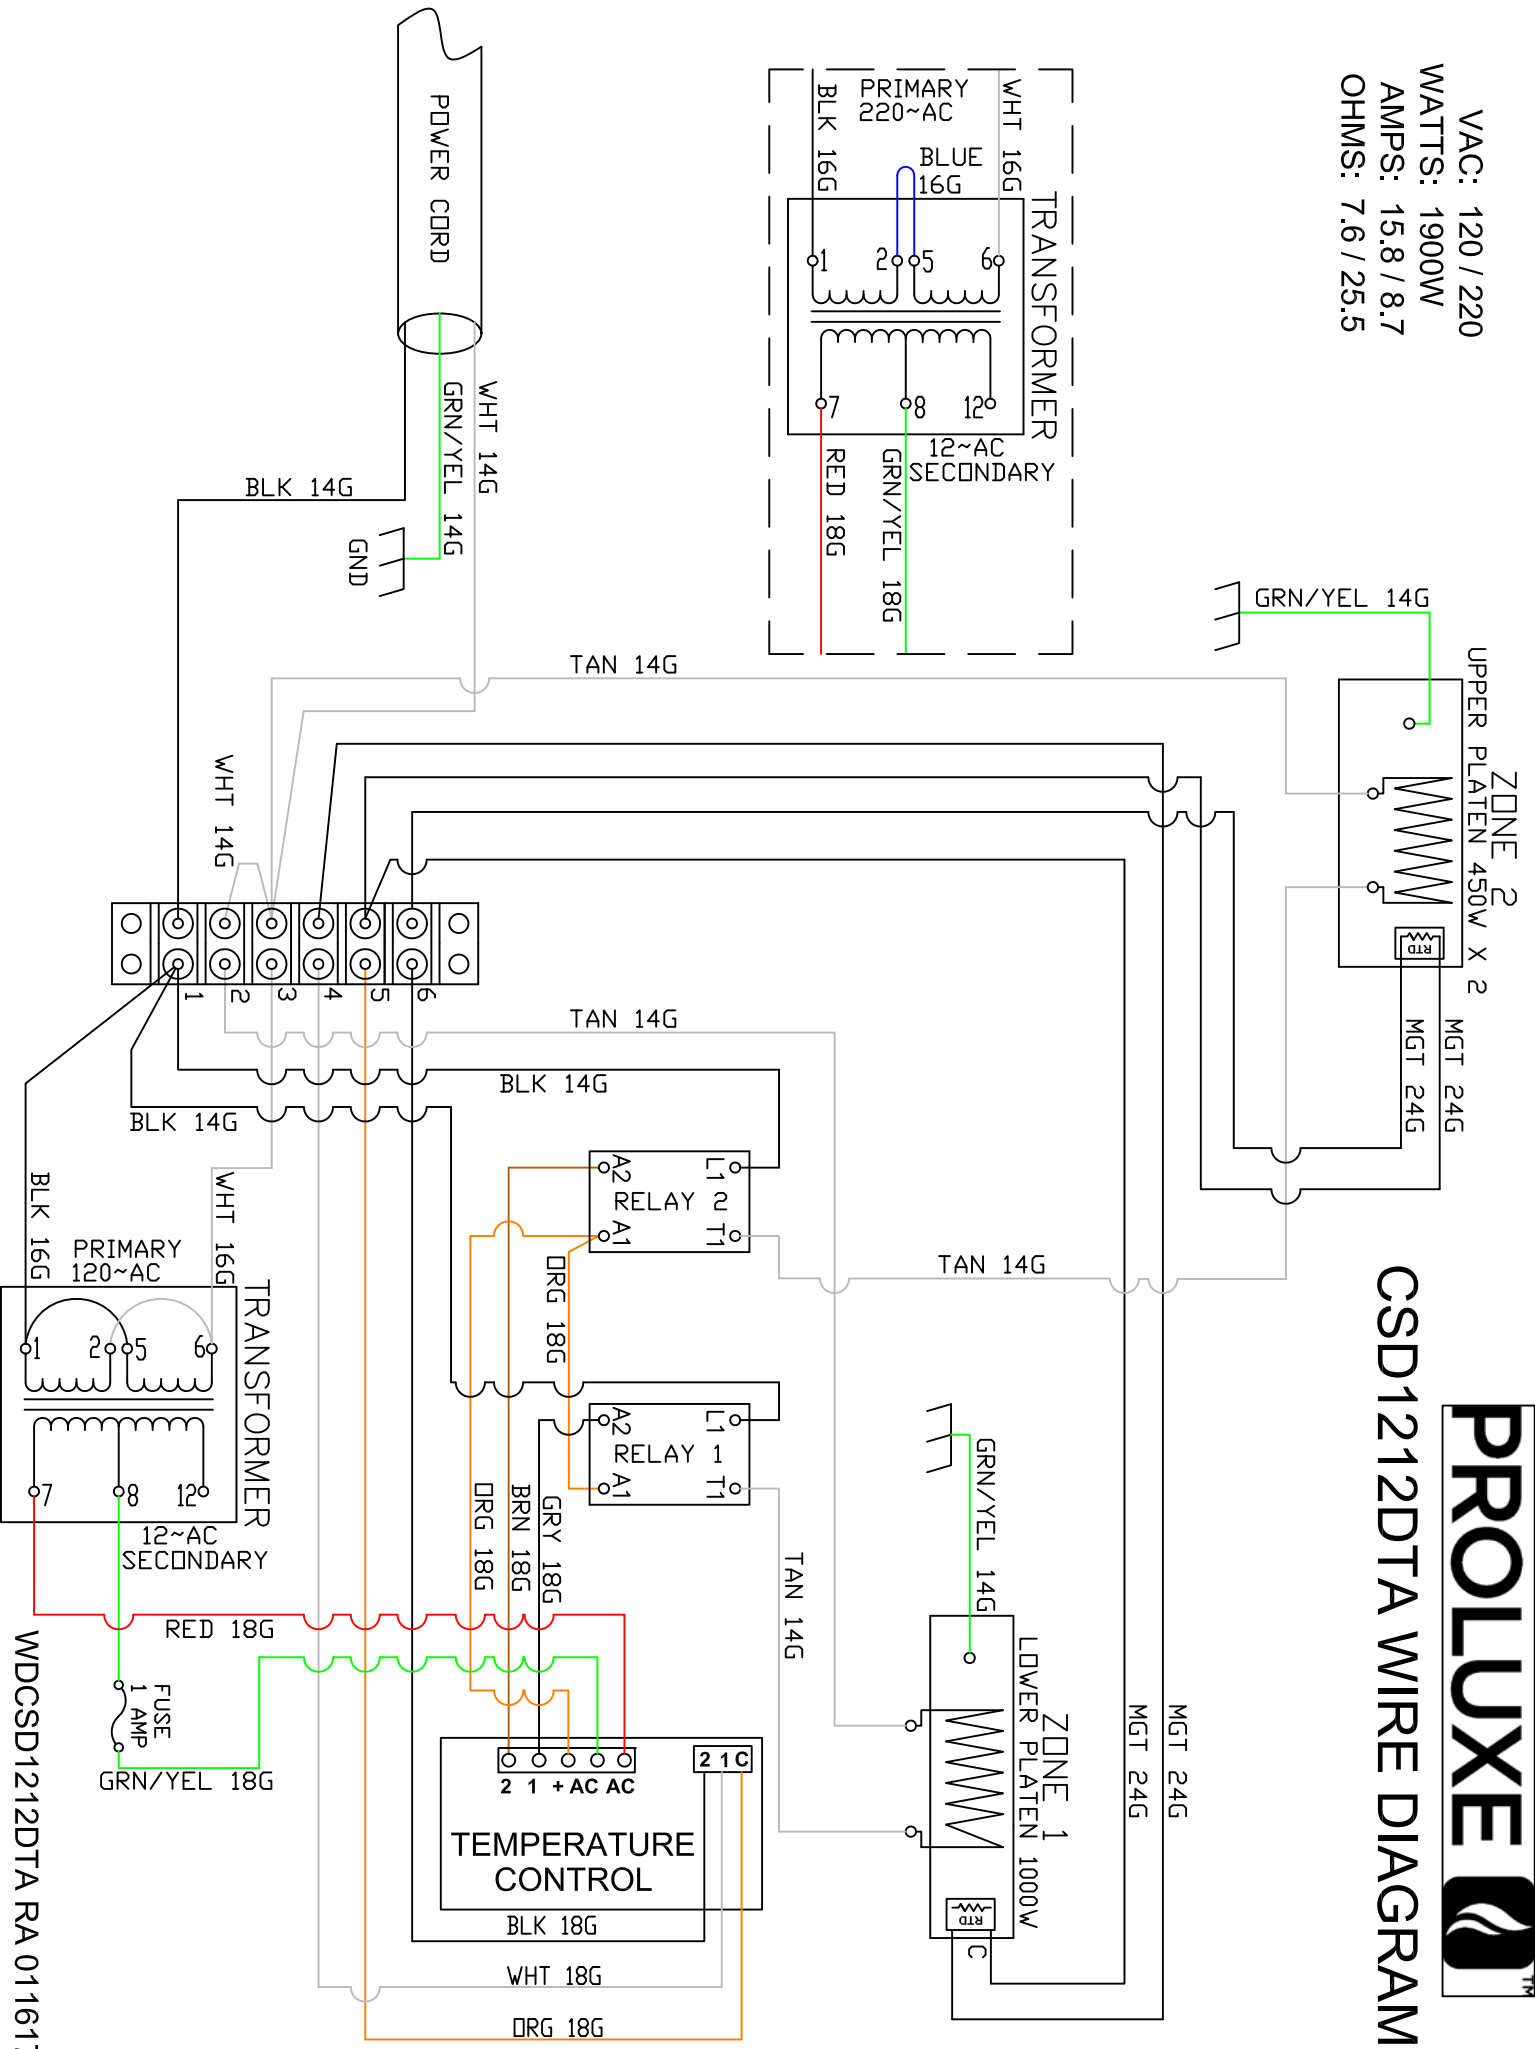 VAC: 120 / 220
WATTS: 1900W
AMPS: 15.8 / 8.7
OHMS: 7.6 / 25.5
PROLUXE
TM
CSD1212DTA WIRE DIAGRAM
POWER CORD
WHT 14G
GRN/YEL 14G
BLK 14G
GND
PRIMARY
220~AC
WHT 16G
BLK 16G
BLUE
16G
TRANSFORMER
1
2
5
6
7
8
12
12~AC
SECONDARY
RED 18G
GRN/YEL 18G
GRN/YEL 14G
ZONE 2
UPPER PLATEN 450W X 2
RTD
MGT 24G
MGT 24G
TAN 14G
WHT 14G
1
2
3
4
5
6
TAN 14G
BLK 14G
BLK 14G
A2
L1
RELAY 2
A1
T1
TAN 14G
ORG 18G
A2
L1
RELAY 1
A1
T1
TAN 14G
BLK 16G
WHT 16G
PRIMARY
120~AC
TRANSFORMER
1
2
5
6
7
8
12
12~AC
SECONDARY
RED 18G
FUSE
1 AMP
GRN/YEL 18G
ORG 18G
BRN 18G
GRY 18G
2 1 + AC AC
2 1 C
TEMPERATURE
CONTROL
BLK 18G
WHT 18G
ORG 18G
GRN/YEL 14G
ZONE 1
LOWER PLATEN 1000W
RTD
C
MGT 24G
MGT 24G
WDCSD1212DTA RA 01161